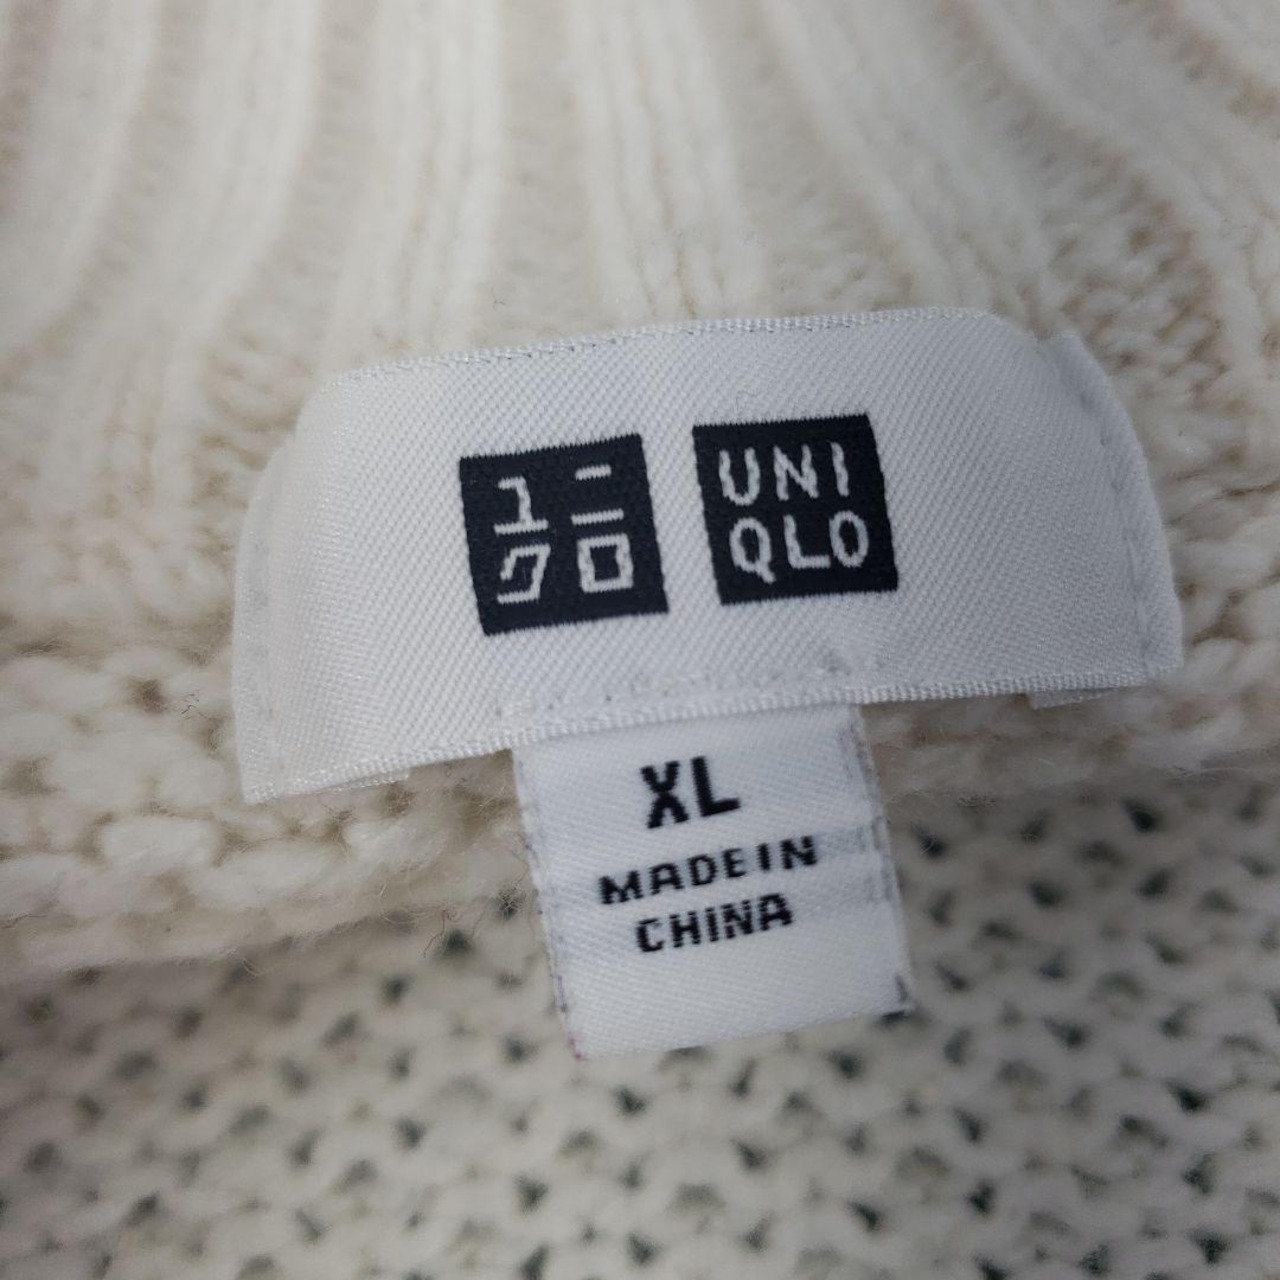 ユニ
クロ
UNI
QLO
XL
MADE IN
CHINA